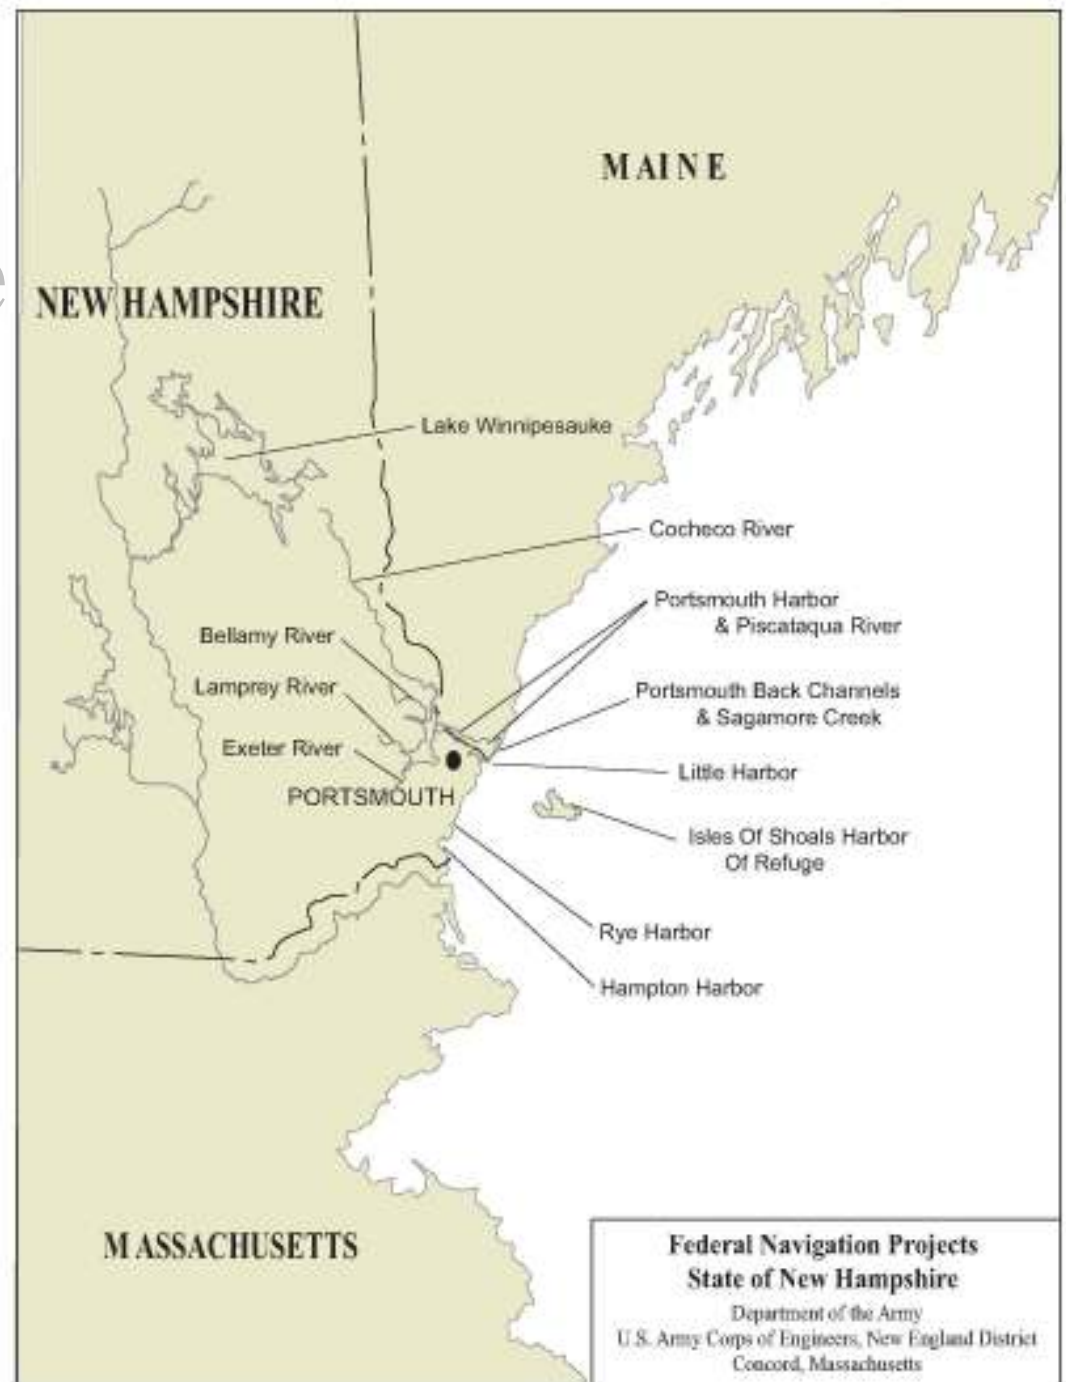 MAINE
NEW HAMPSHIRE
Lake Winnipesauke
Cocheco River
Portsmouth Harbor
& Piscataqua River
Bellamy River
Lamprey River
Portsmouth Back Channels
& Sagamore Creek
Exeter River
Little Harbor
PORTSMOUTH
Isles Of Shoals Harbor
Of Refuge
Rye Harbor
Hampton Harbor
MASSACHUSETTS
Federal Navigation Projects
State of New Hampshire
Department of the Army
U.S. Army Corps of Engineers, New England District
Concord, Massachusetts